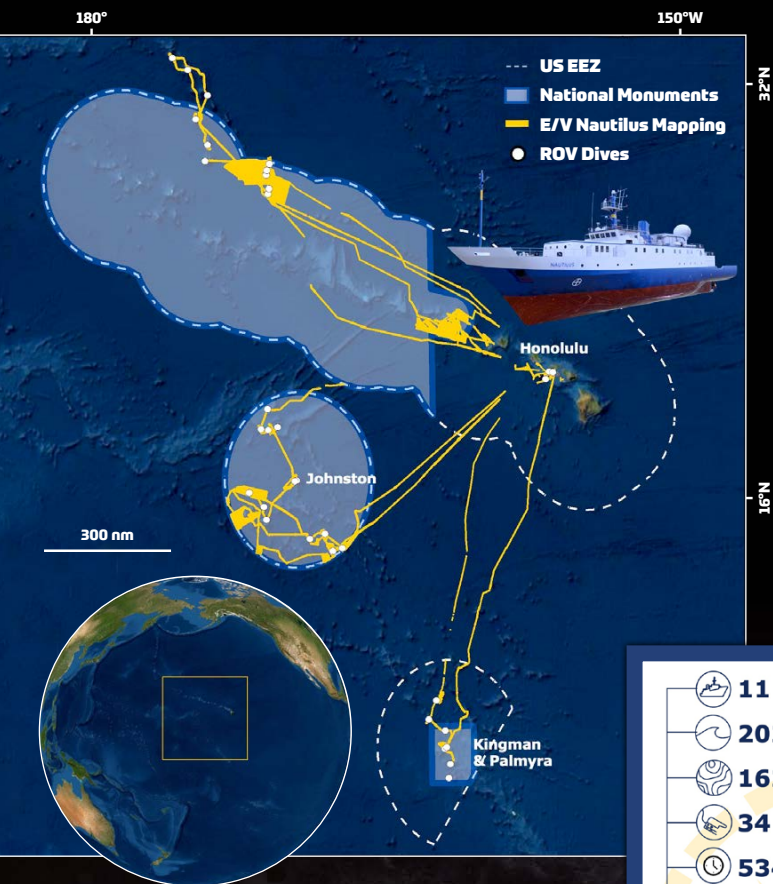 180°
150°W
US EEZ
National Monuments
E/V Nautilus Mapping
ROV Dives
32°N
NAUTILUS
Honolulu
Johnston
16°N
300 nm
Kingman
& Palmyra
11
34